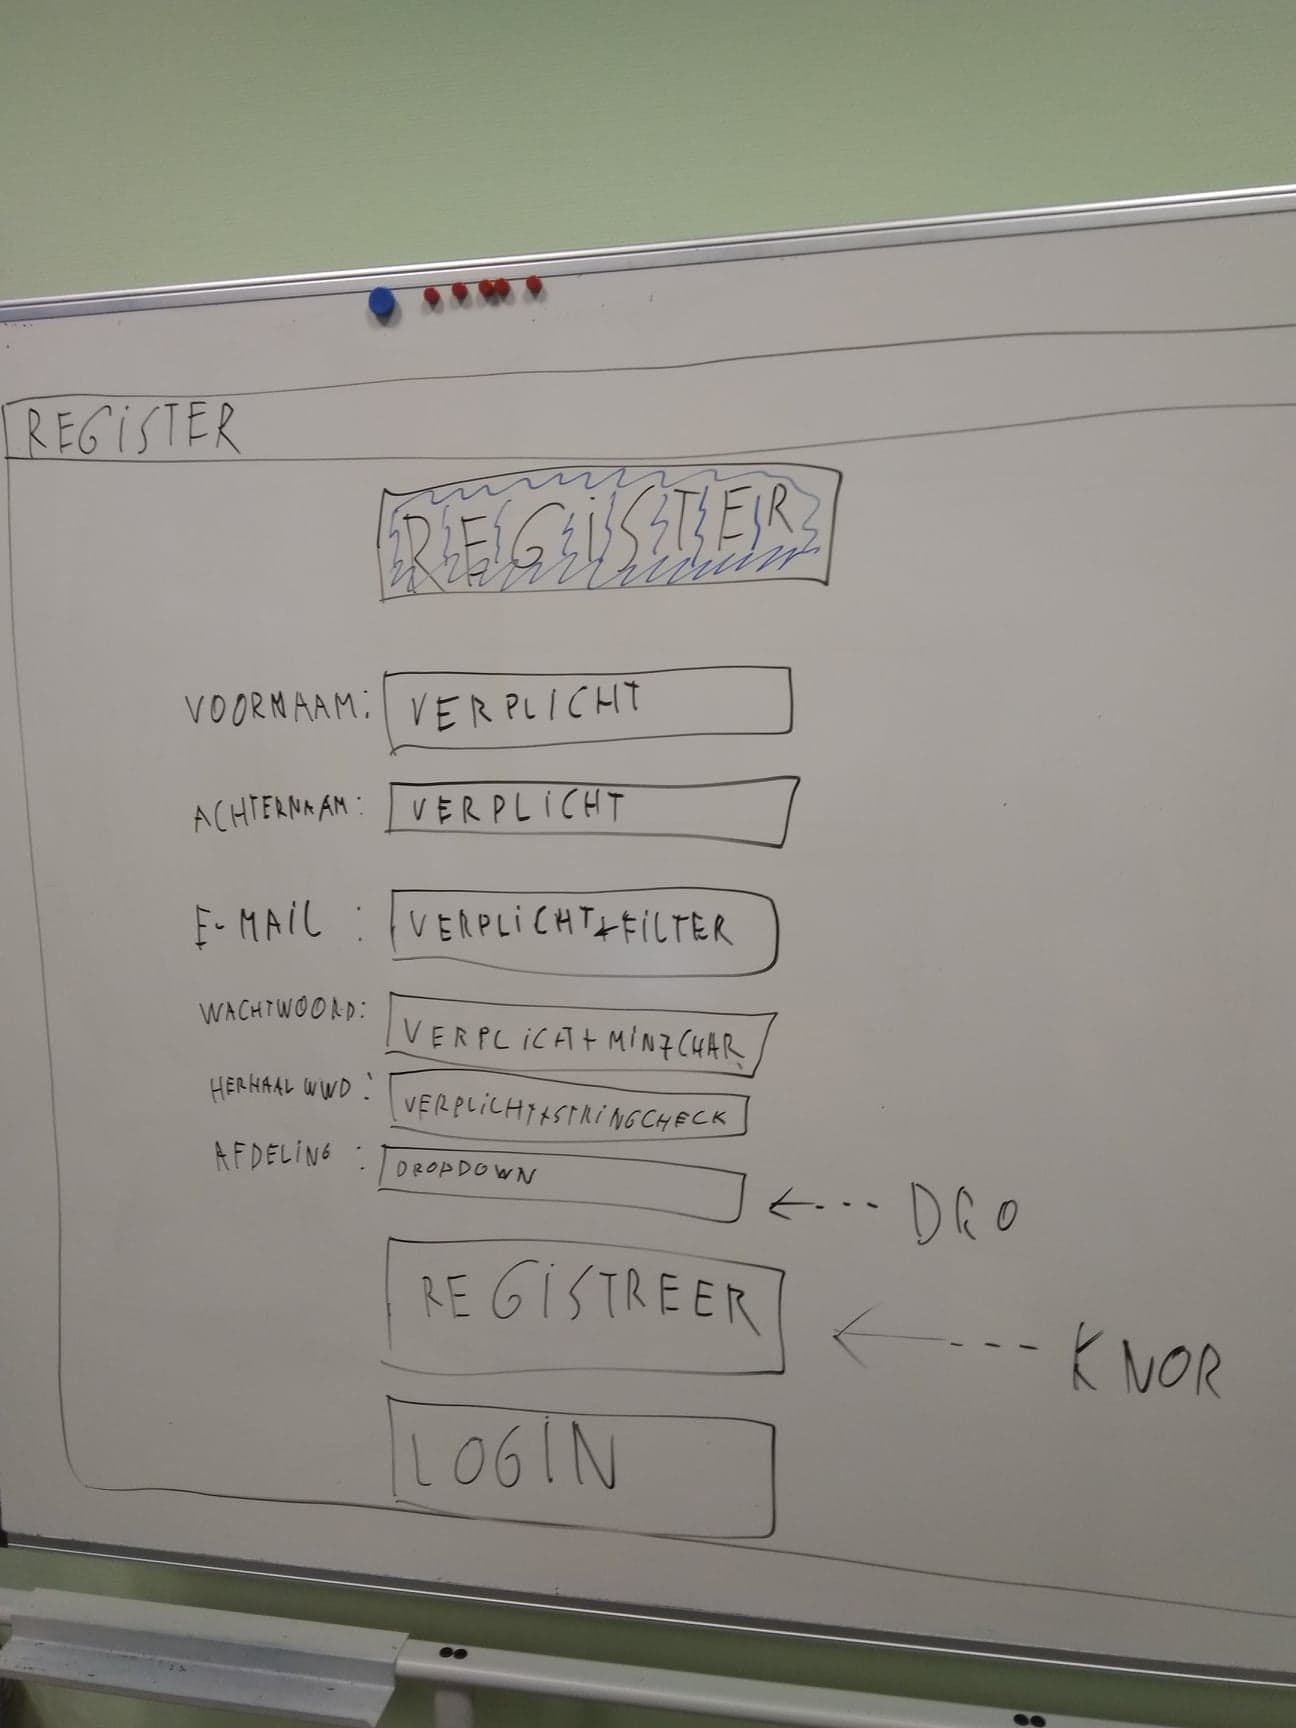 REGISTER
REGISTER
VOORNAAM: VERPLICHT
ACHTERNAAM: VERPLICHT
E-MAIL : VERPLICHT+FILTER
WACHTWOORD: VERPLICHT+MIN7CHAR.
HERHAAL WWD: VERPLICHT+STRINGCHECK
AFDELING : DROPDOWN
DRO
REGISTREER
KNOR
LOGIN